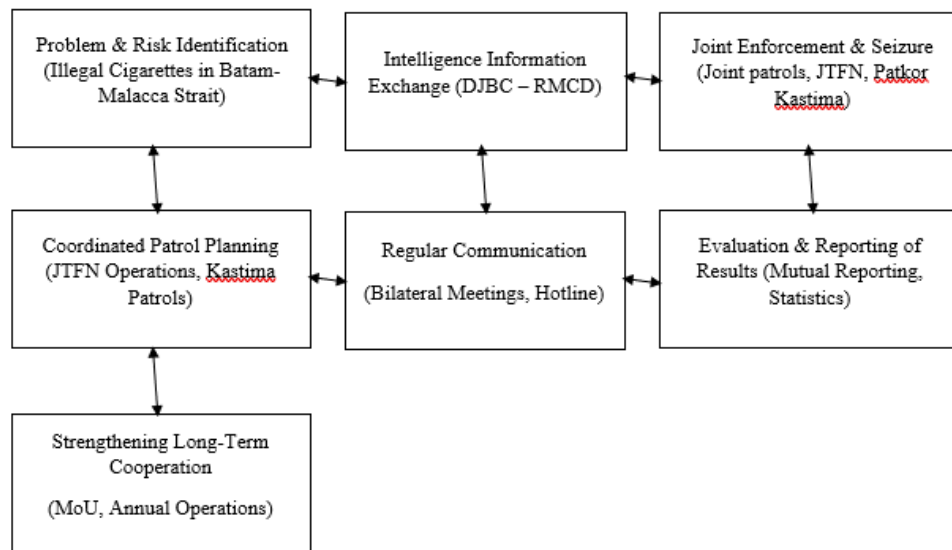 Problem & Risk Identification
(Illegal Cigarettes in Batam-
Malacca Strait)
Intelligence Information
Exchange (DJBC – RMCD)
Joint Enforcement & Seizure
(Joint patrols, JTFN, Patkor
Kastima)
Coordinated Patrol Planning
(JTFN Operations, Kastima
Patrols)
Regular Communication
(Bilateral Meetings, Hotline)
Evaluation & Reporting of
Results (Mutual Reporting,
Statistics)
Strengthening Long-Term
Cooperation
(MoU, Annual Operations)